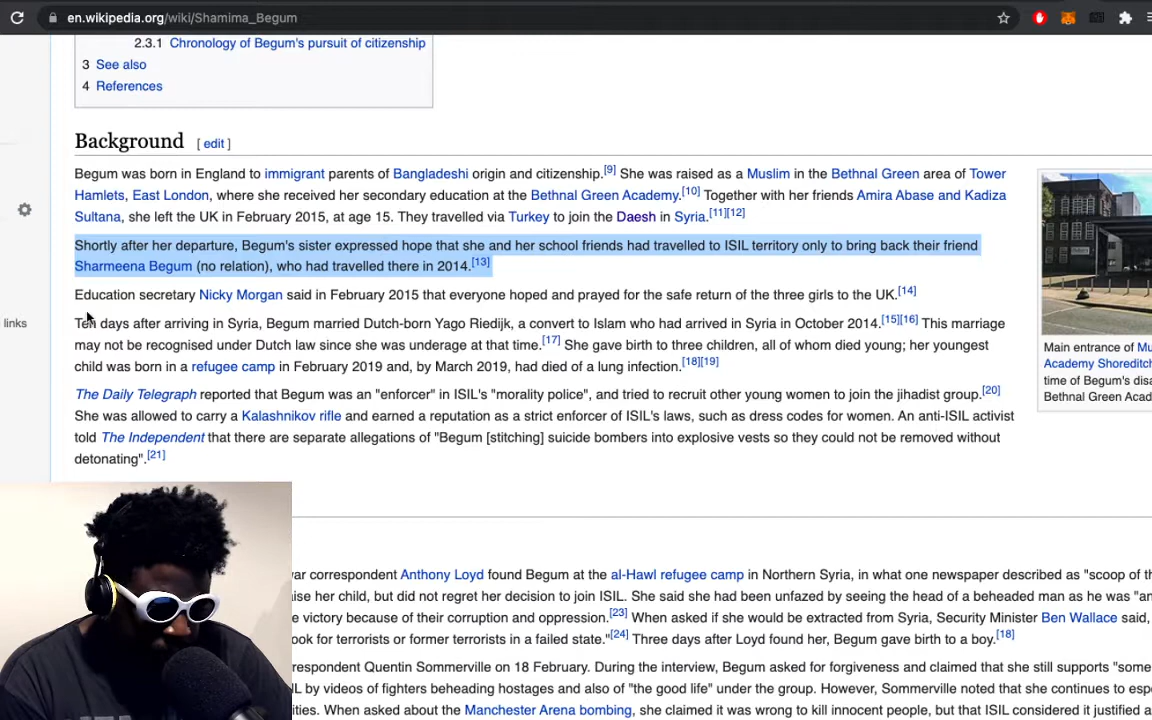 en.wikipedia.org/wiki/Shamima_Begum
2.3.1 Chronology of Begum's pursuit of citizenship
3 See also
4 References
Background [ edit ]
Begum was born in England to immigrant parents of Bangladeshi origin and citizenship.[9] She was raised as a Muslim in the Bethnal Green area of Tower
Hamlets, East London, where she received her secondary education at the Bethnal Green Academy.[10] Together with her friends Amira Abase and Kadiza
Sultana, she left the UK in February 2015, at age 15. They travelled via Turkey to join the Daesh in Syria.[11][12]
Shortly after her departure, Begum's sister expressed hope that she and her school friends had travelled to ISIL territory only to bring back their friend
Sharmeena Begum (no relation), who had travelled there in 2014.[13]
Education secretary Nicky Morgan said in February 2015 that everyone hoped and prayed for the safe return of the three girls to the UK.[14]
links
Ten days after arriving in Syria, Begum married Dutch-born Yago Riedijk, a convert to Islam who had arrived in Syria in October 2014.[15][16] This marriage
may not be recognised under Dutch law since she was underage at that time.[17] She gave birth to three children, all of whom died young; her youngest
child was born in a refugee camp in February 2019 and, by March 2019, had died of a lung infection.[18][19]
The Daily Telegraph reported that Begum was an "enforcer" in ISIL's "morality police", and tried to recruit other young women to join the jihadist group.[20]
She was allowed to carry a Kalashnikov rifle and earned a reputation as a strict enforcer of ISIL's laws, such as dress codes for women. An anti-ISIL activist
told The Independent that there are separate allegations of "Begum [stitching] suicide bombers into explosive vests so they could not be removed without
detonating".[21]
Main entrance of Mu
Academy Shoreditch
time of Begum's disa
Bethnal Green Acad
ar correspondent Anthony Loyd found Begum at the al-Hawl refugee camp in Northern Syria, in what one newspaper described as "scoop of th
ise her child, but did not regret her decision to join ISIL. She said she had been unfazed by seeing the head of a beheaded man as he was "an
e victory because of their corruption and oppression.[23] When asked if she would be extracted from Syria, Security Minister Ben Wallace said,
ook for terrorists or former terrorists in a failed state."[24] Three days after Loyd found her, Begum gave birth to a boy.[18]
respondent Quentin Sommerville on 18 February. During the interview, Begum asked for forgiveness and claimed that she still supports "some
L by videos of fighters beheading hostages and also of "the good life" under the group. However, Sommerville noted that she continues to esp
ities. When asked about the Manchester Arena bombing, she claimed it was wrong to kill innocent people, but that ISIL considered it justified a